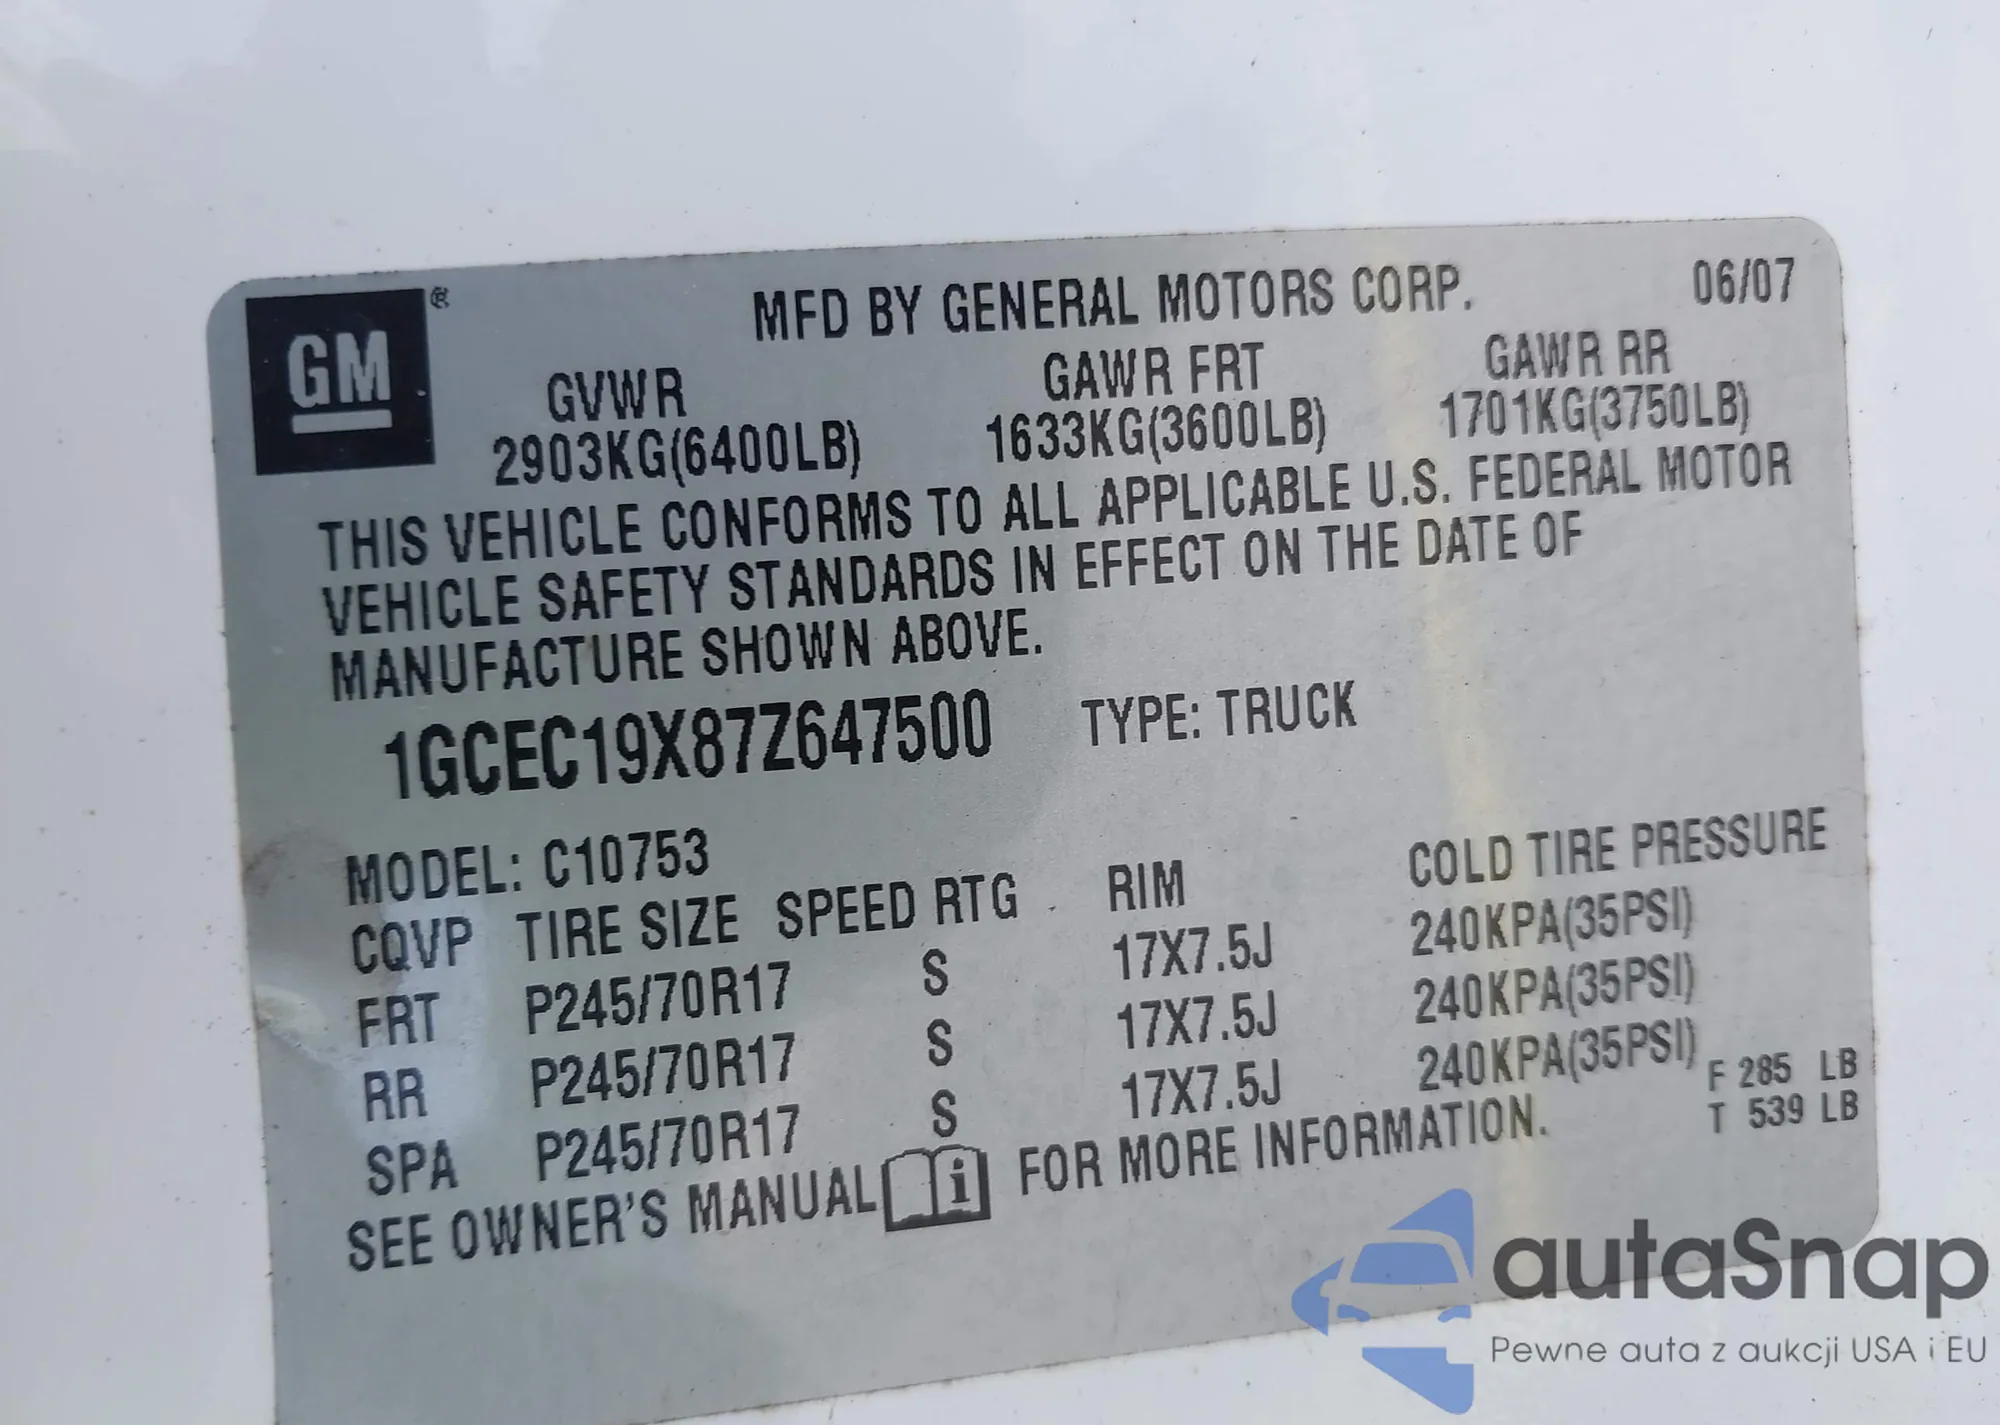 GM ®
MFD BY GENERAL MOTORS CORP. 06/07
GVWR GAWR FRT GAWR RR
2903KG(6400LB) 1633KG(3600LB) 1701KG(3750LB)
THIS VEHICLE CONFORMS TO ALL APPLICABLE U.S. FEDERAL MOTOR
VEHICLE SAFETY STANDARDS IN EFFECT ON THE DATE OF
MANUFACTURE SHOWN ABOVE.
1GCEC19X87Z647500 TYPE: TRUCK
MODEL: C10753
CQVP TIRE SIZE SPEED RTG RIM COLD TIRE PRESSURE
FRT P245/70R17 S 17X7.5J 240KPA(35PSI)
RR P245/70R17 S 17X7.5J 240KPA(35PSI)
SPA P245/70R17 S 17X7.5J 240KPA(35PSI)
F 285 LB
T 539 LB
SEE OWNER'S MANUAL i FOR MORE INFORMATION.
autaSnap
Pewne auta z aukcji USA i EU